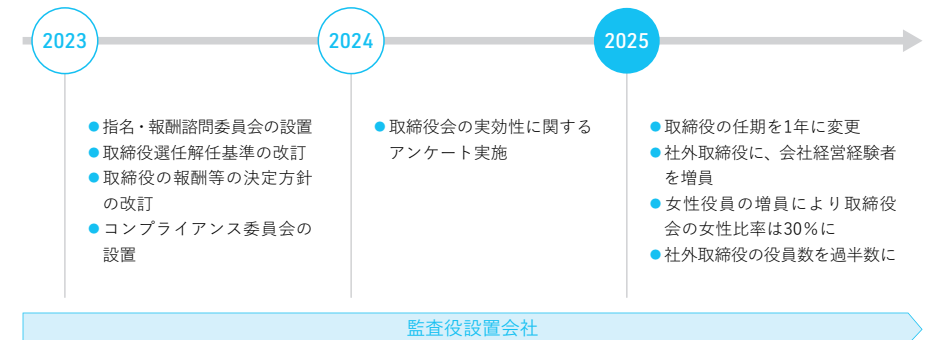 2023
2024
2025
●指名・報酬諮問委員会の設置
●取締役選任解任基準の改訂
●取締役の報酬等の決定方針
の改訂
●コンプライアンス委員会の
設置
●取締役会の実効性に関する
アンケート実施
●取締役の任期を1年に変更
●社外取締役に、会社経営経験者
を増員
●女性役員の増員により取締役
会の女性比率は30%に
●社外取締役の役員数を過半数に
監査役設置会社